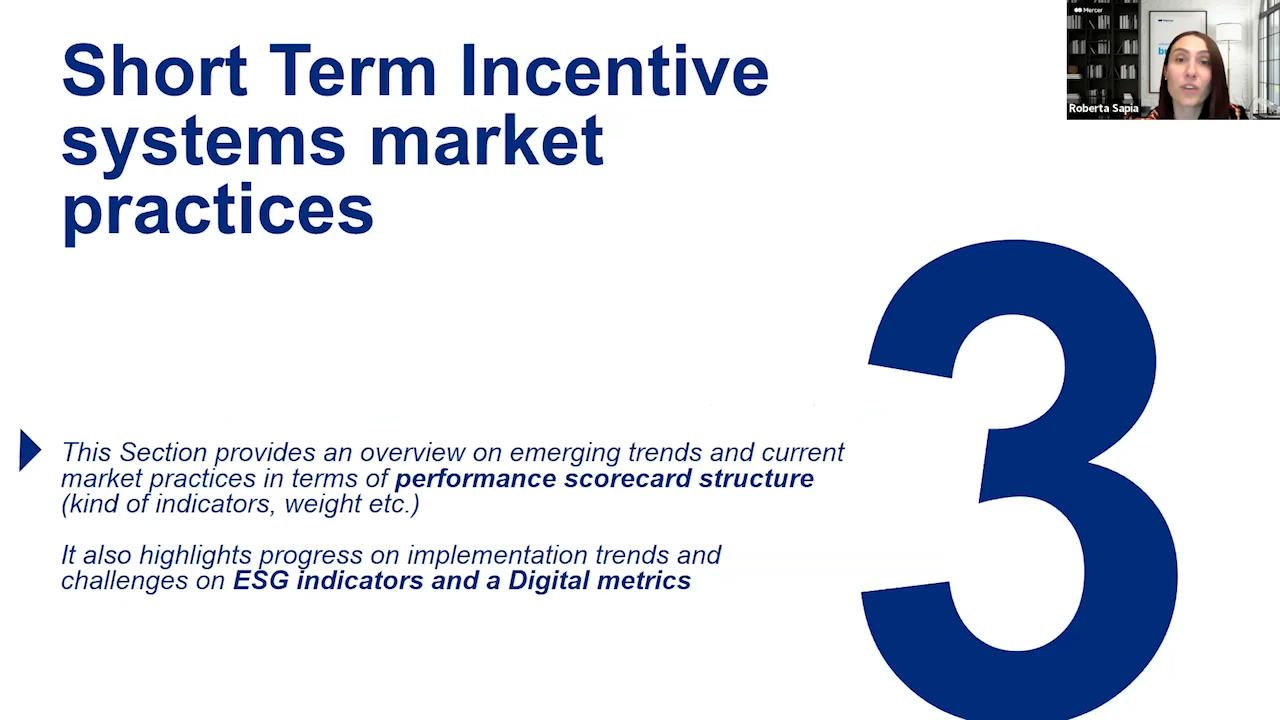 Short Term Incentive
systems market
practices
Mercer
Roberta Sapia
3
This Section provides an overview on emerging trends and current
market practices in terms of performance scorecard structure
(kind of indicators, weight etc.)
It also highlights progress on implementation trends and
challenges on ESG indicators and a Digital metrics